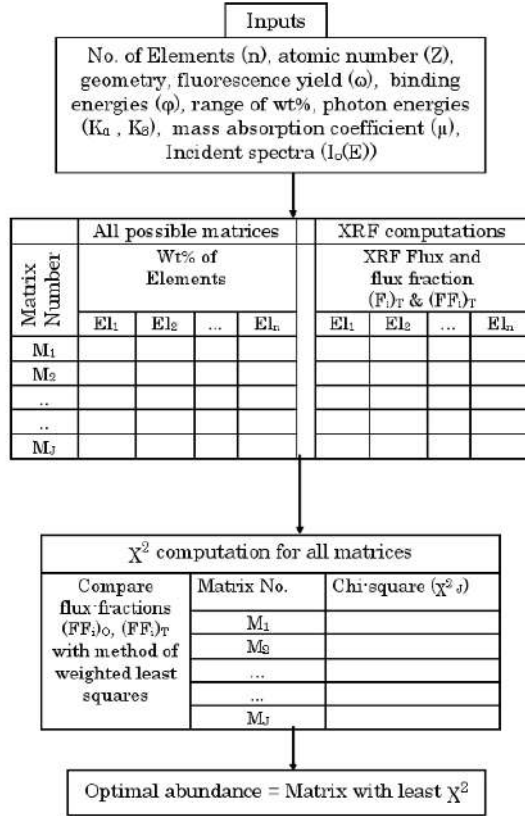 Inputs
No. of Elements (n), atomic number (Z),
geometry, fluorescence yield (ω), binding
energies (φ), range of wt%, photon energies
(Kα , Kβ), mass absorption coefficient (μ),
Incident spectra (I₀(E))
All possible matrices
XRF computations
Matrix
Number
Wt% of
Elements
XRF Flux and
flux fraction
(Fᵢ)T & (FFᵢ)T
El₁ El₂ ... Elₙ El₁ El₂ ... Elₙ
M₁
M₂
..
..
MJ
χ² computation for all matrices
Compare
flux-fractions
(FFᵢ)O, (FFᵢ)T
with method of
weighted least
squares
Matrix No. Chi-square (χ²J)
M₁
M₂
...
...
MJ
Optimal abundance = Matrix with least χ²